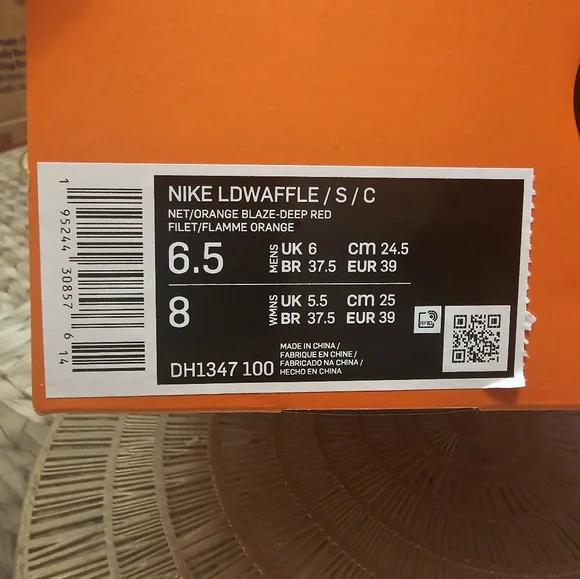 NIKE LDWAFFLE / S / C
NET/ORANGE BLAZE-DEEP RED
FILET/FLAMME ORANGE
6.5 MENS UK 6 CM 24.5
BR 37.5 EUR 39
8 WMNS UK 5.5 CM 25
BR 37.5 EUR 39
RFID
DH1347 100
MADE IN CHINA /
FABRIQUE EN CHINE /
FABRICADO NA CHINA /
HECHO EN CHINA
1 95244 30857 6 14